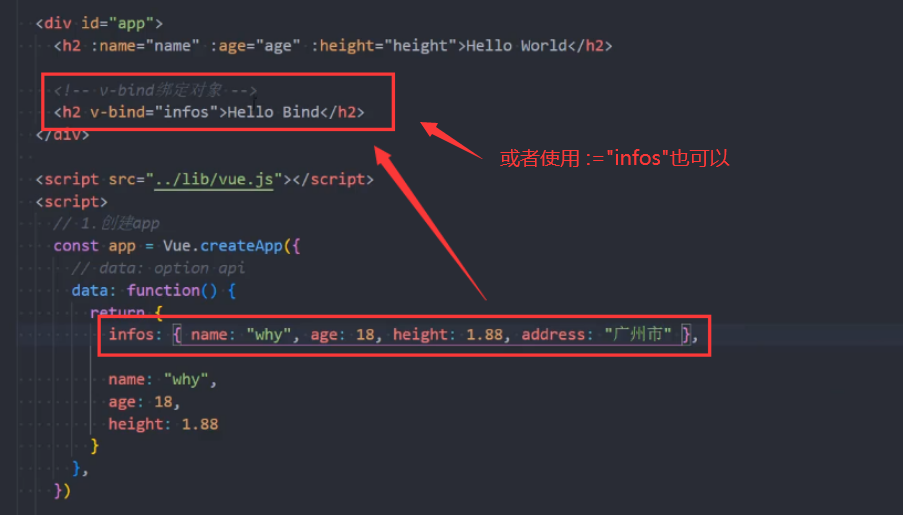 <div id="app">
<h2 :name="name" :age="age" :height="height">Hello World</h2>
<!-- v-bind绑定对象 -->
<h2 v-bind="infos">Hello Bind</h2>
</div>
或者使用 :="infos"也可以
<script src="../lib/vue.js"></script>
<script>
// 1.创建app
const app = Vue.createApp({
// data: option api
data: function() {
return {
infos: { name: "why", age: 18, height: 1.88, address: "广州市" },
name: "why",
age: 18,
height: 1.88
}
},
})